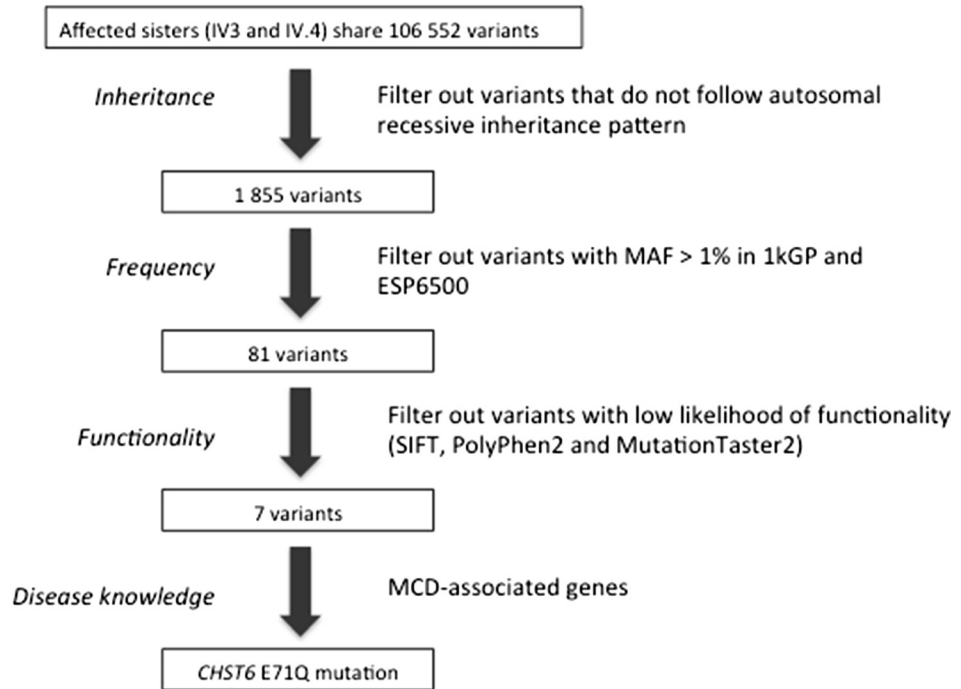 Affected sisters (IV3 and IV.4) share 106 552 variants
Inheritance
Filter out variants that do not follow autosomal
recessive inheritance pattern
1 855 variants
Frequency
Filter out variants with MAF > 1% in 1kGP and
ESP6500
81 variants
Functionality
Filter out variants with low likelihood of functionality
(SIFT, PolyPhen2 and MutationTaster2)
7 variants
Disease knowledge
MCD-associated genes
CHST6 E71Q mutation